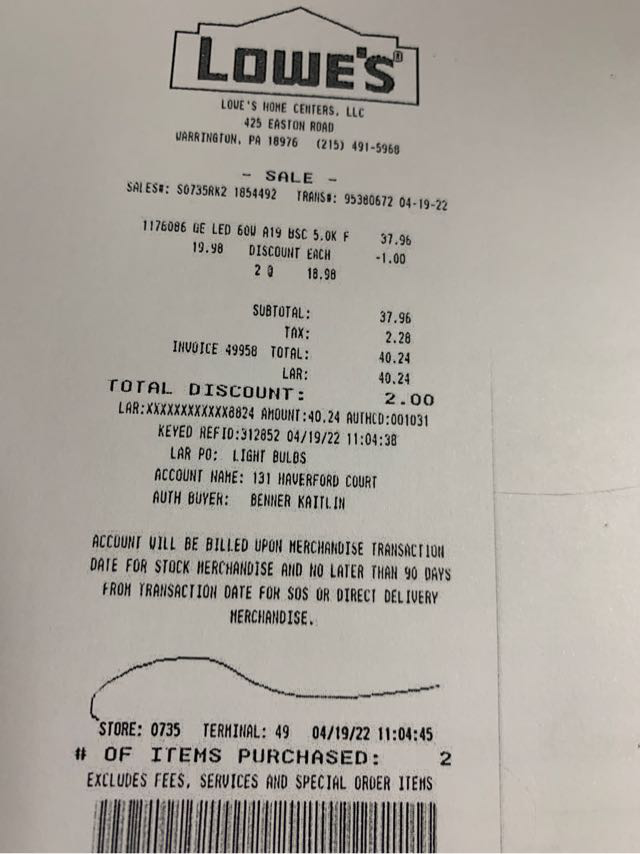 LOWE'S®
LOWE'S HOME CENTERS, LLC
425 EASTON ROAD
WARRINGTON, PA 18976 (215) 491-5968
- SALE -
SALES#: S0735RK2 1854492 TRANS#: 95380672 04-19-22
1176086 GE LED 60W A19 BSC 5.0K F 37.96
19.98 DISCOUNT EACH -1.00
2 @ 18.98
SUBTOTAL: 37.96
TAX: 2.28
INVOICE 49958 TOTAL: 40.24
LAR: 40.24
TOTAL DISCOUNT: 2.00
LAR:XXXXXXXXXXXX8824 AMOUNT:40.24 AUTHCD:001031
KEYED REFID:312852 04/19/22 11:04:38
LAR PO: LIGHT BULBS
ACCOUNT NAME: 131 HAVERFORD COURT
AUTH BUYER: BENNER KAITLIN
ACCOUNT WILL BE BILLED UPON MERCHANDISE TRANSACTION
DATE FOR STOCK MERCHANDISE AND NO LATER THAN 90 DAYS
FROM TRANSACTION DATE FOR SOS OR DIRECT DELIVERY
MERCHANDISE.
STORE: 0735 TERMINAL: 49 04/19/22 11:04:45
# OF ITEMS PURCHASED: 2
EXCLUDES FEES, SERVICES AND SPECIAL ORDER ITEMS